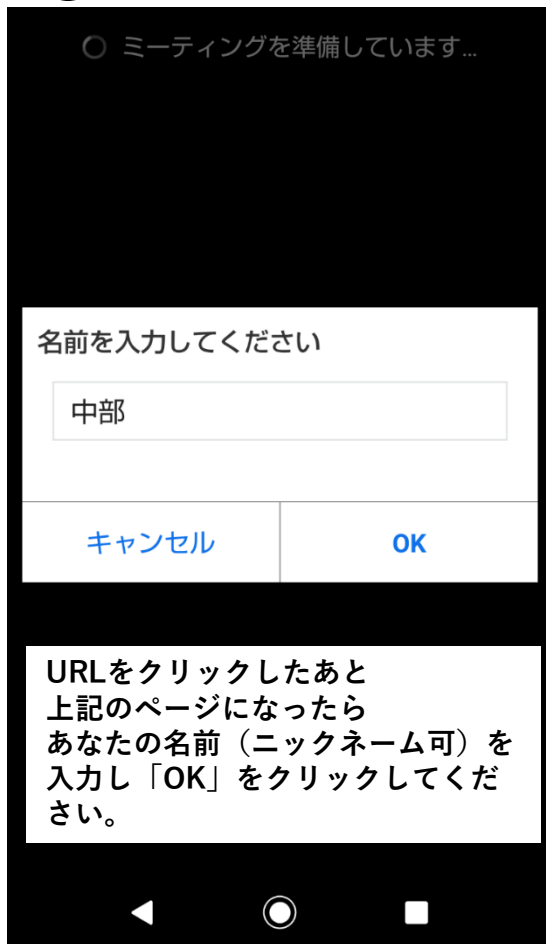 ミーティングを準備しています...
名前を入力してください
中部
キャンセル
OK
URLをクリックしたあと
上記のページになったら
あなたの名前（ニックネーム可）を
入力し「OK」をクリックしてくだ
さい。